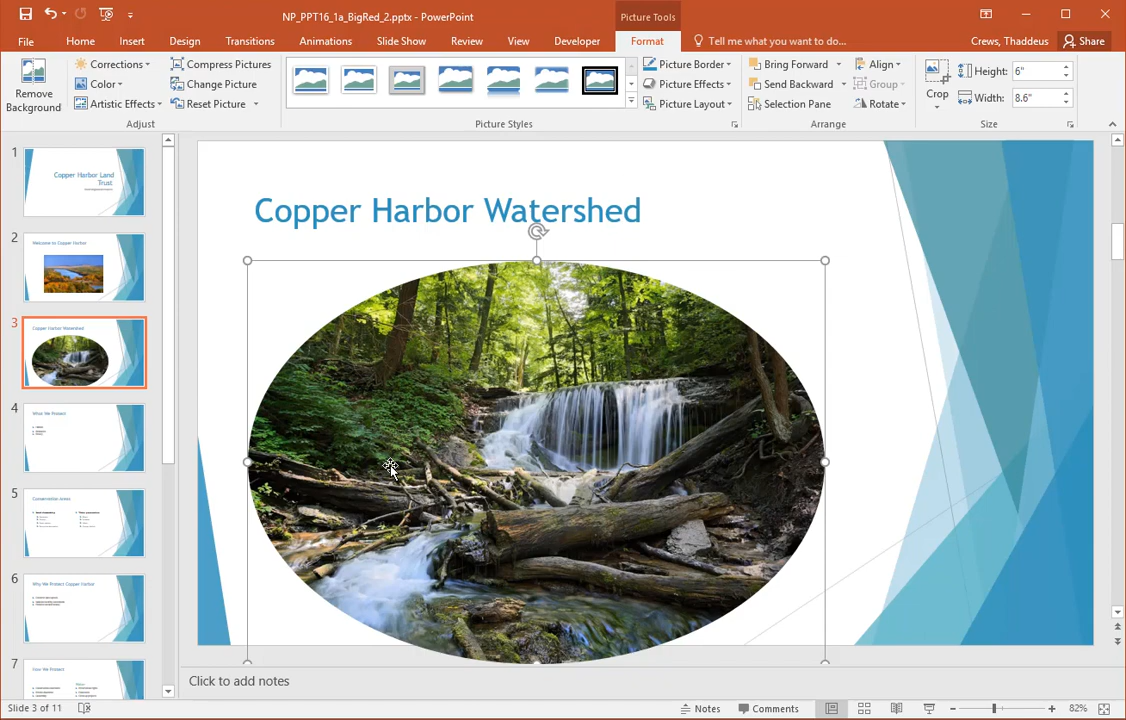 NP_PPT16_1a_BigRed_2.pptx - PowerPoint
Picture Tools
File Home Insert Design Transitions Animations Slide Show Review View Developer Format Tell me what you want to do... Crews, Thaddeus Share
Remove Background
Corrections
Color
Artistic Effects
Compress Pictures
Change Picture
Reset Picture
Adjust
Picture Styles
Picture Border
Picture Effects
Picture Layout
Bring Forward
Send Backward
Selection Pane
Align
Group
Rotate
Arrange
Crop
Height: 6"
Width: 8.6"
Size
1
Copper Harbor Land
Trust
2
Welcome to Copper Harbor
3
Copper Harbor Watershed
4
What We Protect
5
Conservation Areas
6
Why We Protect Copper Harbor
7
How We Protect
Copper Harbor Watershed
Click to add notes
Slide 3 of 11
Notes
Comments
82%